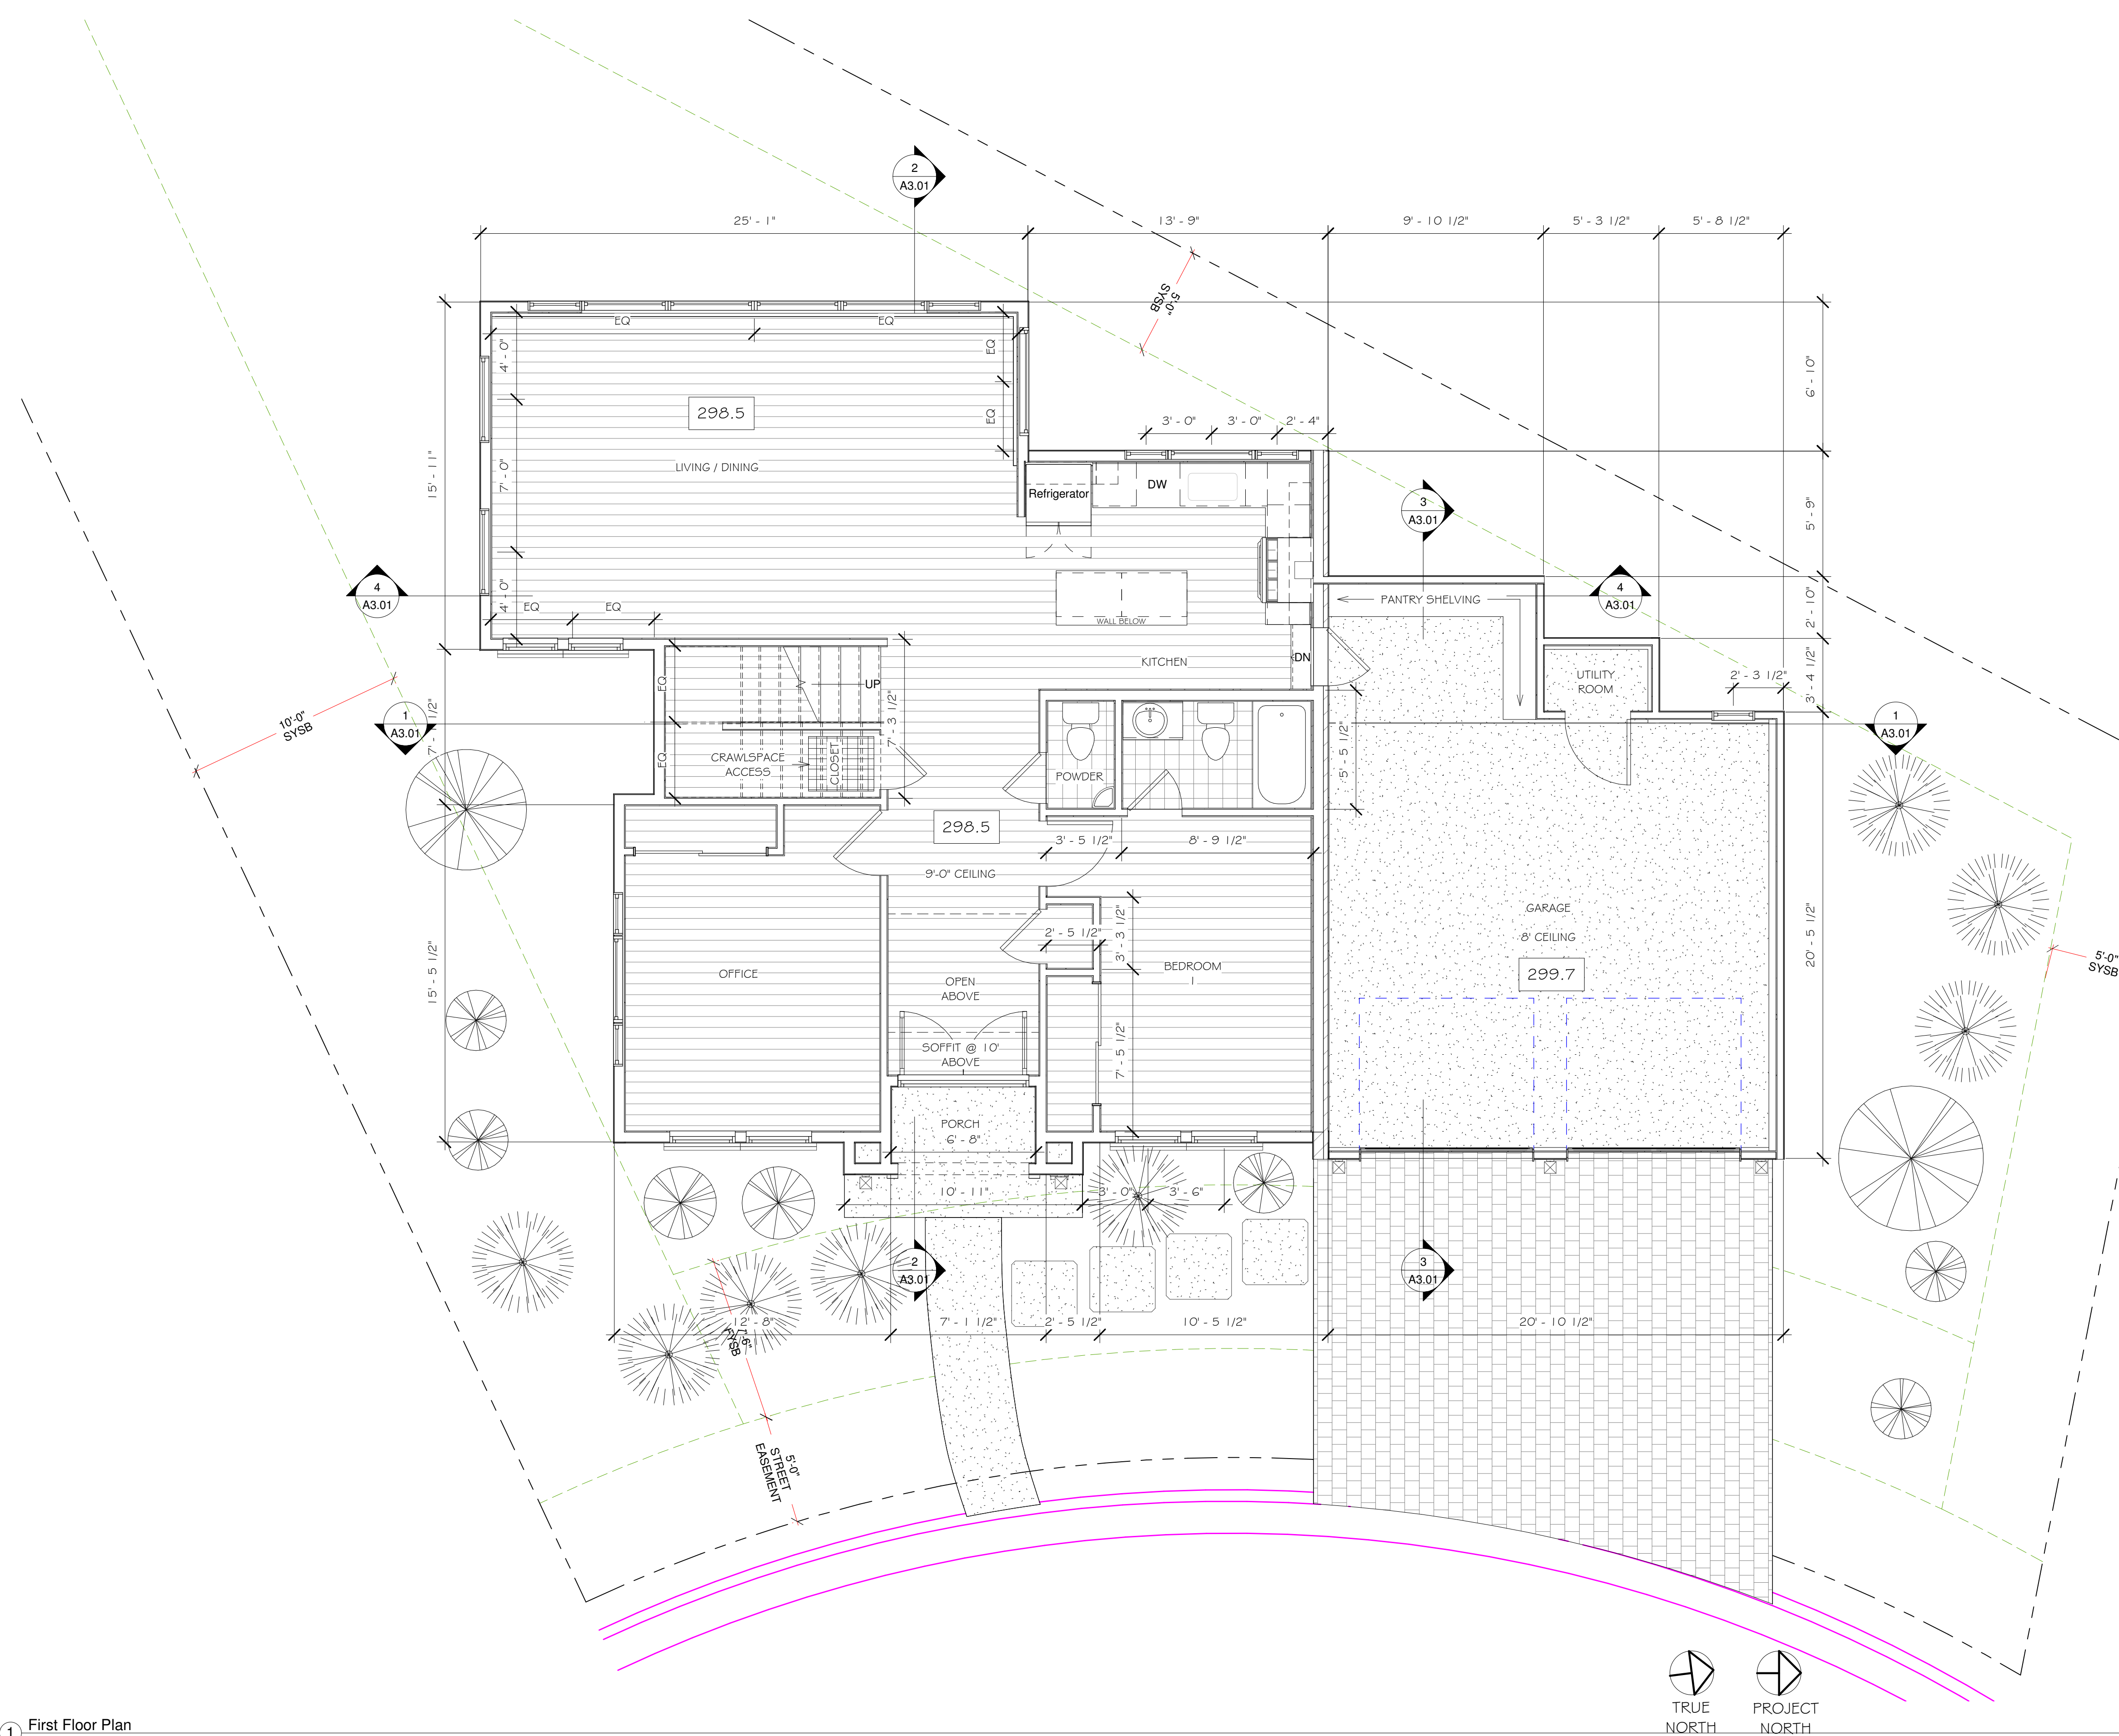 2
A3.01
25' - 1"
13' - 9"
9' - 10 1/2"
5' - 3 1/2"
5' - 8 1/2"
5'-0"
SYSB
EQ
EQ
4' - 0"
EQ
6' - 10"
298.5
EQ
3' - 0"
3' - 0"
2' - 4"
15' - 11"
7' - 0"
LIVING / DINING
Refrigerator
DW
3
A3.01
5' - 9"
4
A3.01
4' - 0"
EQ
EQ
WALL BELOW
PANTRY SHELVING
4
A3.01
2' - 10"
KITCHEN
DN
UP
EQ
7' - 3 1/2"
UTILITY
ROOM
2' - 3 1/2"
3' - 4 1/2"
10'-0"
SYSB
1
A3.01
7' - 1 1/2"
1
A3.01
5' - 5 1/2"
EQ
CRAWLSPACE
ACCESS
CLOSET
POWDER
298.5
3' - 5 1/2"
8' - 9 1/2"
9'-0" CEILING
GARAGE
8' CEILING
299.7
2' - 5 1/2"
3' - 3 1/2"
20' - 5 1/2"
5'-0"
SYSB
15' - 5 1/2"
OFFICE
OPEN
ABOVE
BEDROOM
1
SOFFIT @ 10'
ABOVE
7' - 5 1/2"
PORCH
6' - 8"
10' - 11"
3' - 0"
3' - 6"
2
A3.01
3
A3.01
12' - 8"
7' - 1 1/2"
2' - 5 1/2"
10' - 5 1/2"
20' - 10 1/2"
5'-0"
STREET
EASEMENT
TRUE
NORTH
PROJECT
NORTH
1
First Floor Plan